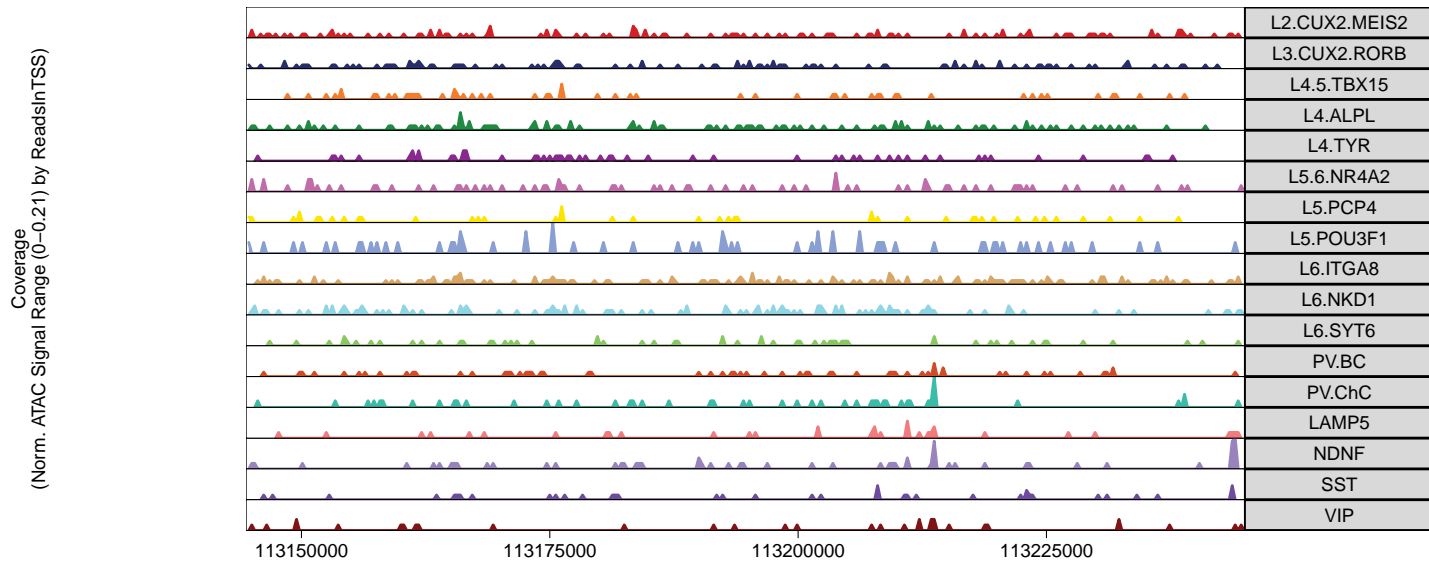 Coverage
(Norm. ATAC Signal Range (0−0.21) by ReadsInTSS)
L2.CUX2.MEIS2
L3.CUX2.RORB
L4.5.TBX15
L4.ALPL
L4.TYR
L5.6.NR4A2
L5.PCP4
L5.POU3F1
L6.ITGA8
L6.NKD1
L6.SYT6
PV.BC
PV.ChC
LAMP5
NDNF
SST
VIP
113150000 113175000 113200000 113225000